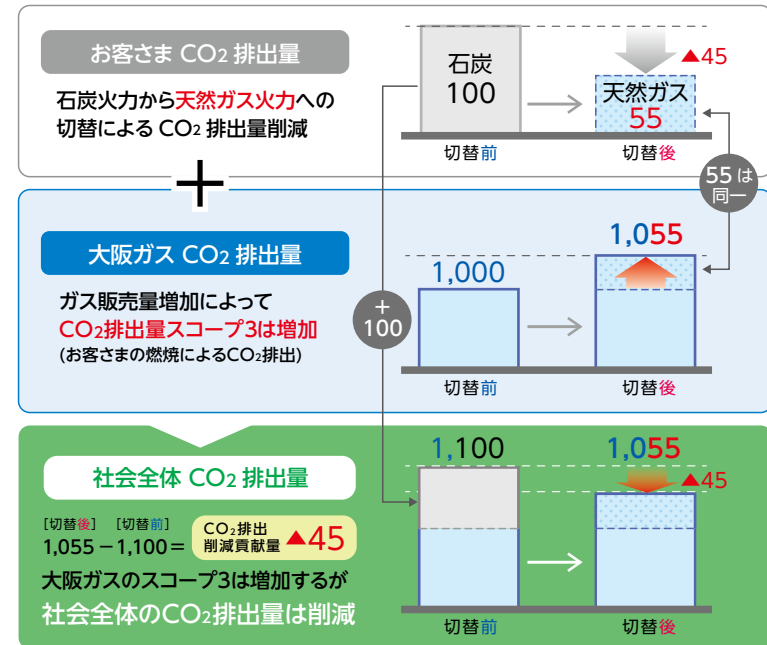 お客さま CO2 排出量
石炭火力から天然ガス火力への
切替による CO2 排出量削減
石炭
100
▲45
天然ガス
55
切替前
切替後
55 は
同一
+
大阪ガス CO2 排出量
ガス販売量増加によって
CO2排出量スコープ3は増加
(お客さまの燃焼によるCO2排出)
+
100
1,000
1,055
切替前
切替後
社会全体 CO2 排出量
[切替後] [切替前]
1,055 − 1,100 =
CO2排出
削減貢献量 ▲45
大阪ガスのスコープ3は増加するが
社会全体のCO2排出量は削減
1,100
1,055
▲45
切替前
切替後